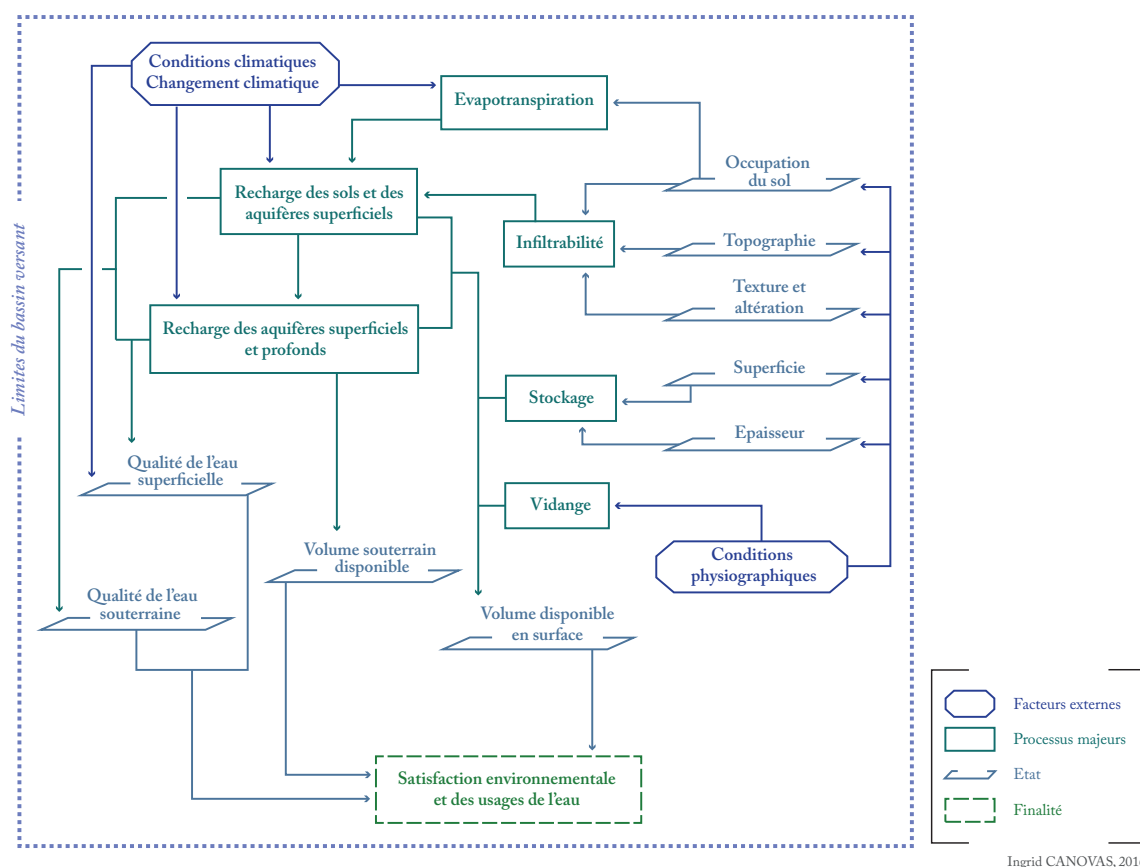 Conditions climatiques
Changement climatique
Evapotranspiration
Occupation
du sol
Recharge des sols et des
aquifères superficiels
Infiltrabilité
Topographie
Texture et
altération
Limites du bassin versant
Recharge des aquifères superficiels
et profonds
Superficie
Stockage
Epaisseur
Qualité de l'eau
superficielle
Vidange
Volume souterrain
disponible
Conditions
physiographiques
Qualité de l'eau
souterraine
Volume disponible
en surface
Satisfaction environnementale
et des usages de l'eau
Facteurs externes
Processus majeurs
Etat
Finalité
Ingrid CANOVAS, 2016